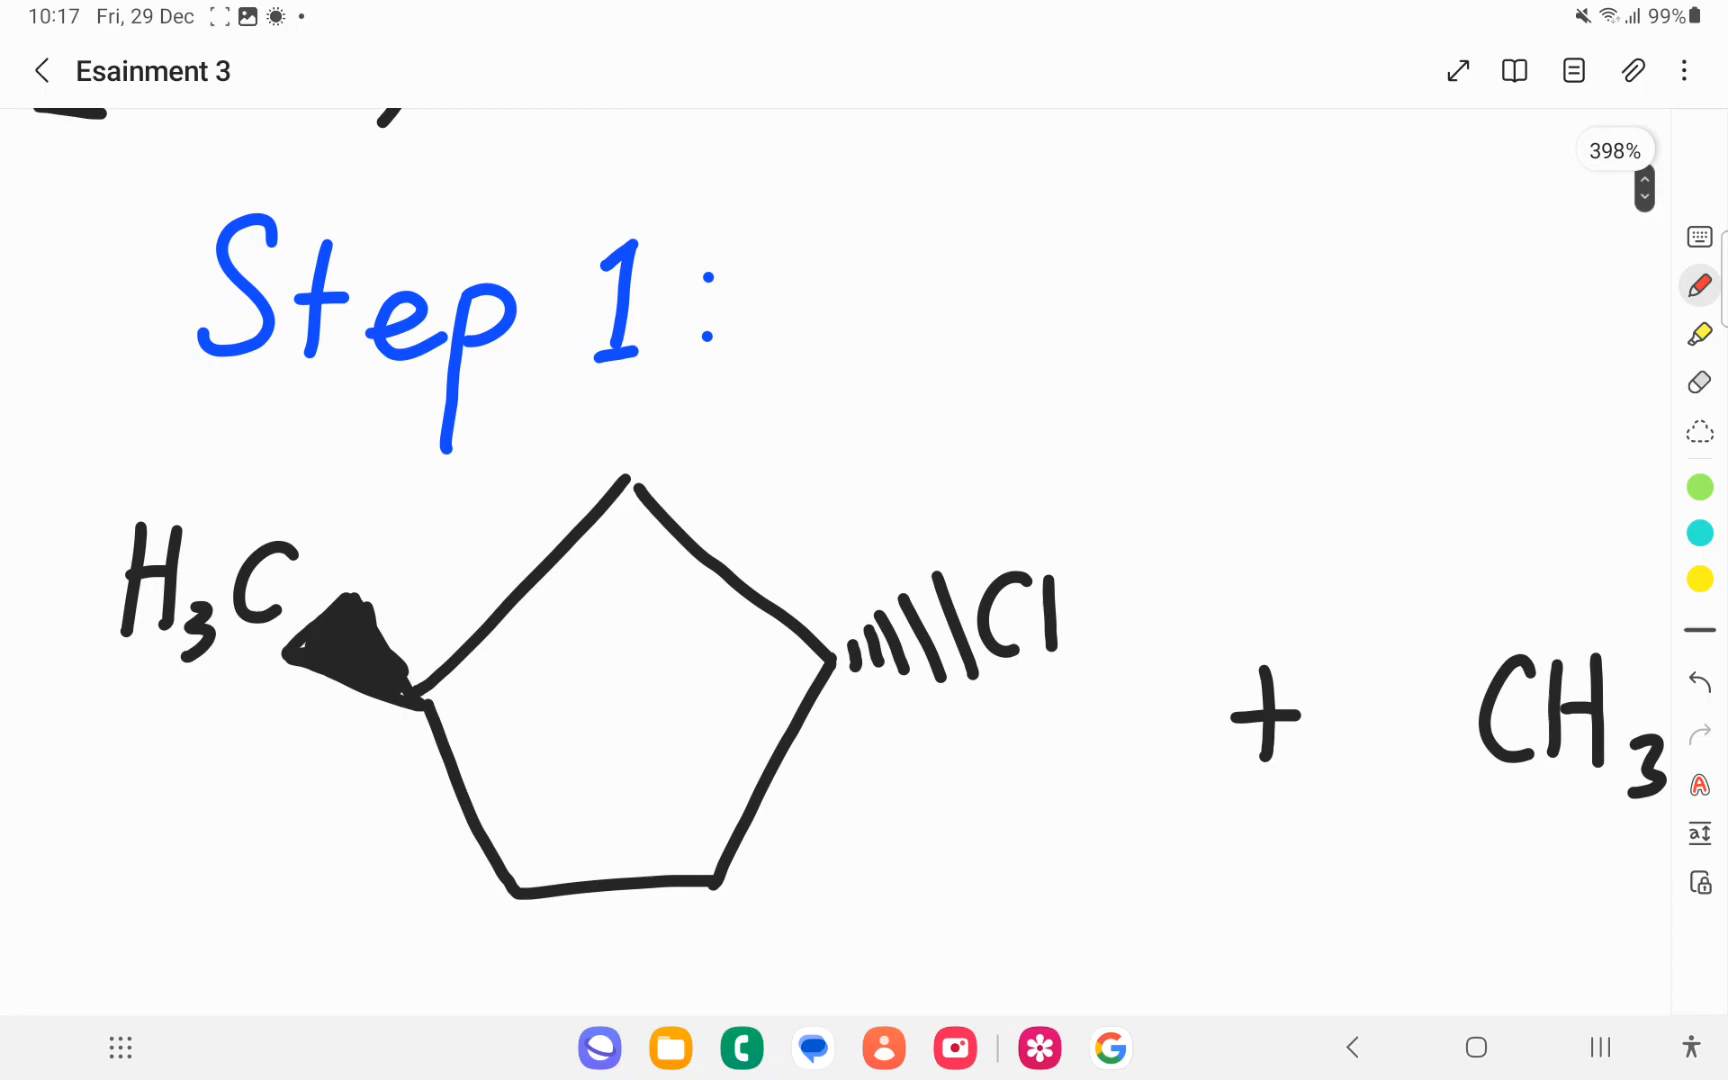 10:17 Fri, 29 Dec 99%
Esainment 3
398%
Step 1:
H₃C Cl + CH₃